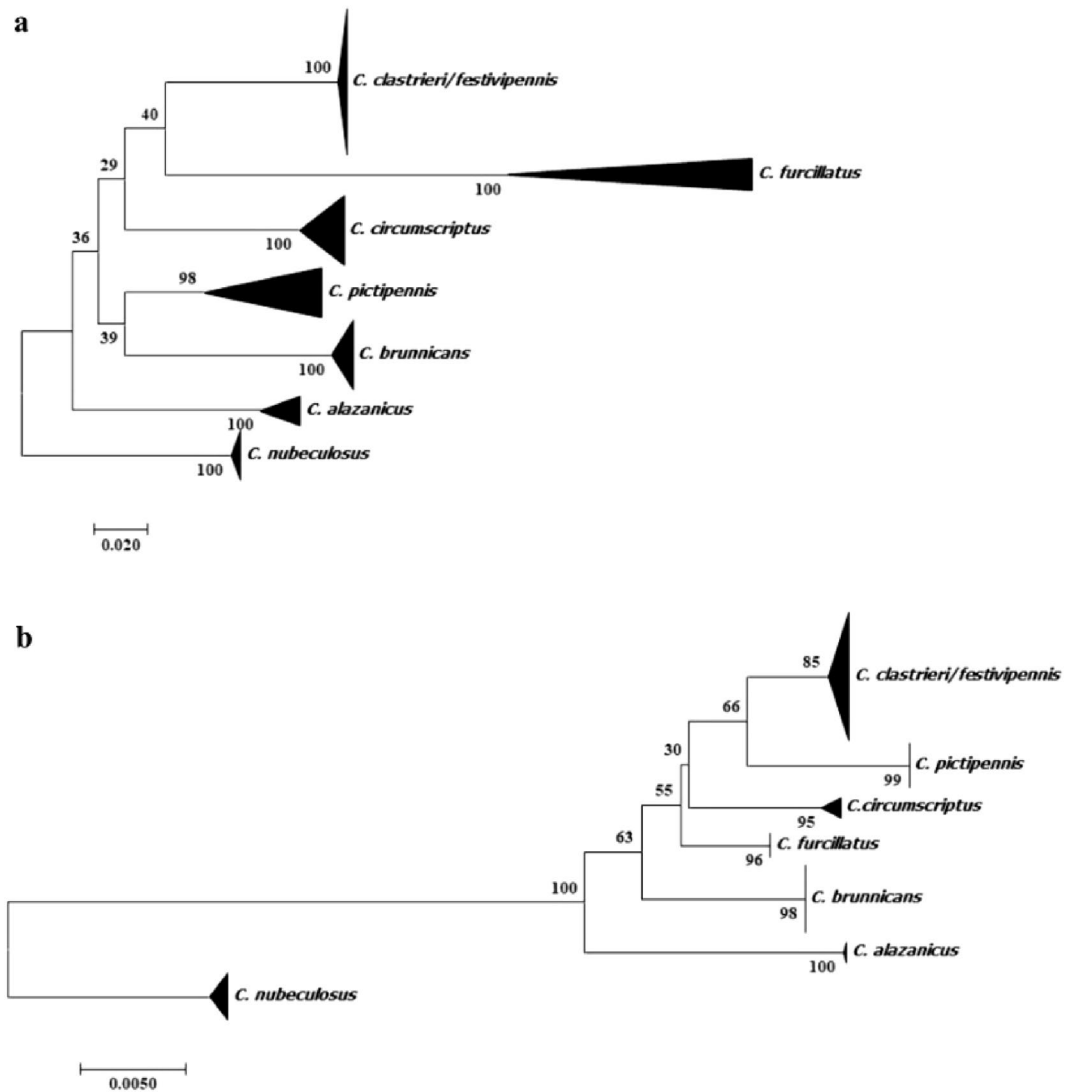 a
100
C. clastrieri/festivipennis
40
29
100
C. furcillatus
C. circumscriptus
36
100
98
C. pictipennis
39
C. brunnicans
100
C. alazanicus
100
C. nubeculosus
100
0.020
b
85
C. clastrieri/festivipennis
66
30
C. pictipennis
99
55
C.circumscriptus
95
63
C. furcillatus
96
100
C. brunnicans
98
C. alazanicus
100
C. nubeculosus
0.0050